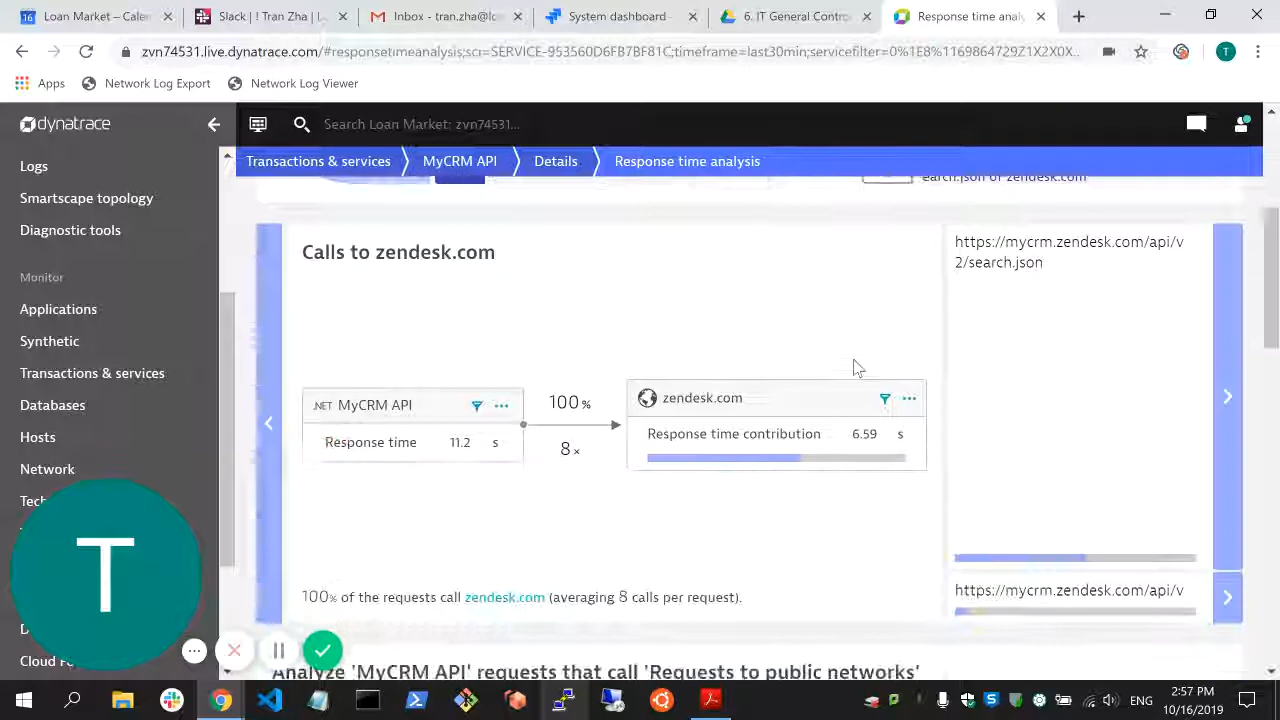 Loan Market - Calen
Slack | ! Tran Zha | Lo
Inbox - tran.zha@loa
System dashboard -
6. IT General Contro
Response time analy
zvn74531.live.dynatrace.com/#responsetimeanalysis;sci=SERVICE-953560D6FB7BF81C;timeframe=last30min;servicefilter=0%1E8%1169864729Z1X2X0X...
T
Apps
Network Log Export
Network Log Viewer
dynatrace
Search Loan Market: zvn74531...
Logs
Smartscape topology
Diagnostic tools
Monitor
Applications
Synthetic
Transactions & services
Databases
Hosts
Network
Tech
T
Cloud Fo
Transactions & services
MyCRM API
Details
Response time analysis
search.json of zendesk.com
Calls to zendesk.com
https://mycrm.zendesk.com/api/v
2/search.json
.NET MyCRM API
Response time 11.2 s
100 %
8 x
zendesk.com
Response time contribution 6.59 s
100% of the requests call zendesk.com (averaging 8 calls per request).
https://mycrm.zendesk.com/api/v
Analyze 'MyCRM API' requests that call 'Requests to public networks'
ENG
2:57 PM
10/16/2019